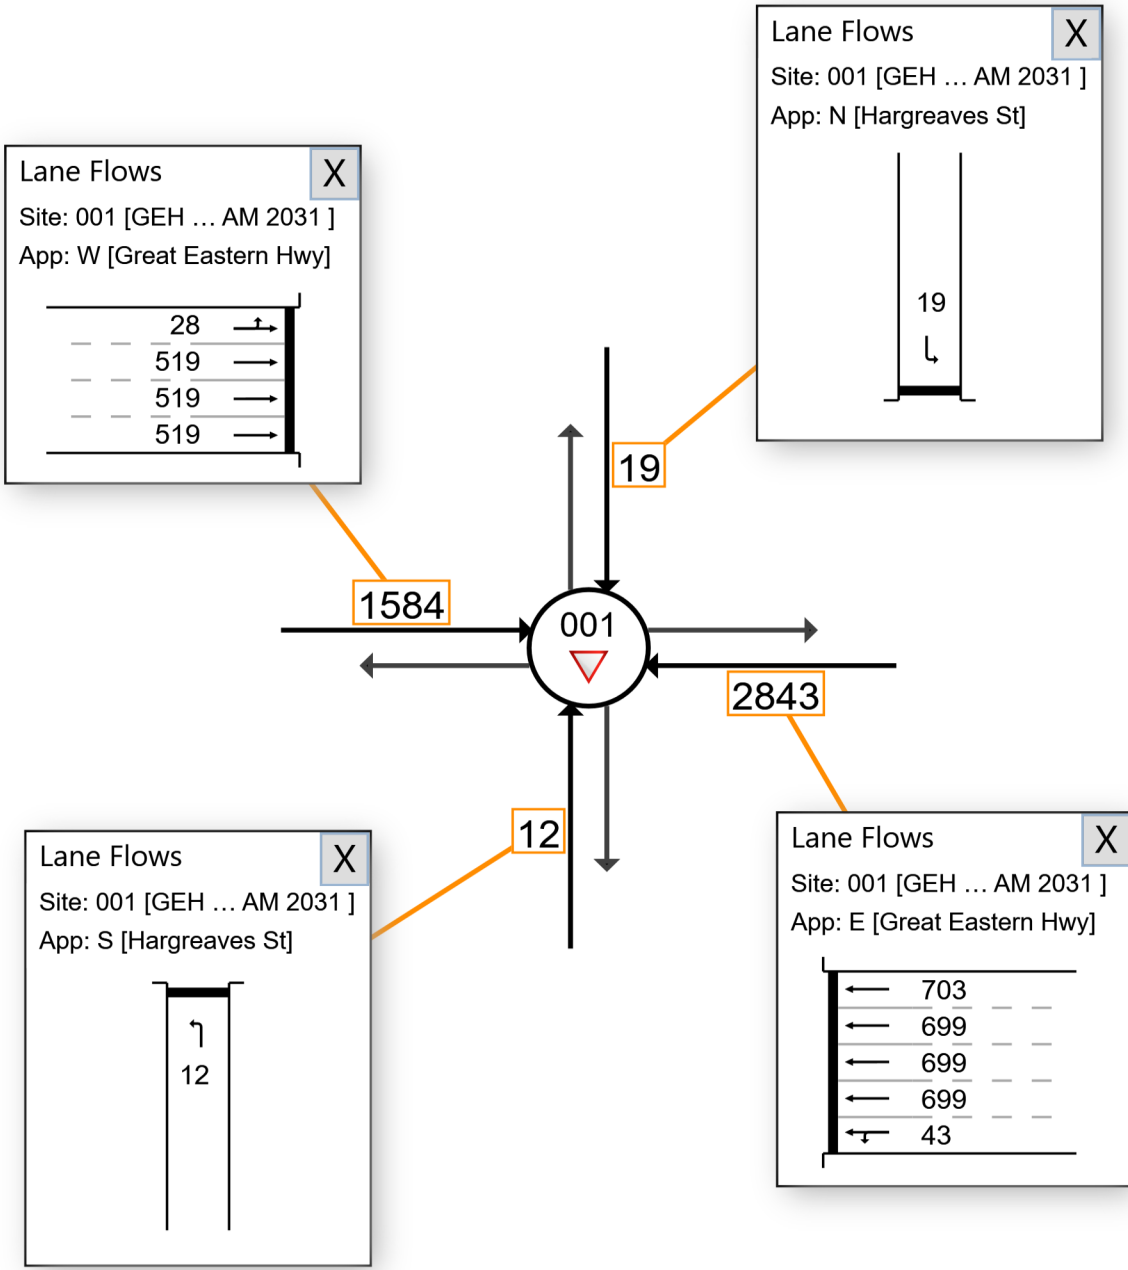 Lane Flows
X
Site: 001 [GEH ... AM 2031 ]
App: N [Hargreaves St]
19
Lane Flows
X
Site: 001 [GEH ... AM 2031 ]
App: W [Great Eastern Hwy]
28
519
519
519
19
1584
001
2843
12
Lane Flows
X
Site: 001 [GEH ... AM 2031 ]
App: S [Hargreaves St]
12
Lane Flows
X
Site: 001 [GEH ... AM 2031 ]
App: E [Great Eastern Hwy]
703
699
699
699
43